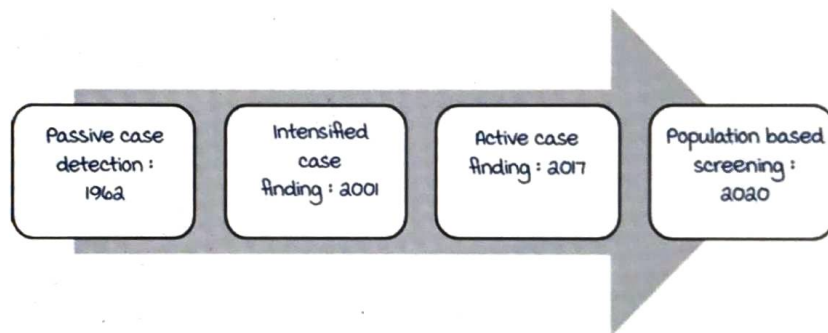 Passive case
detection :
1962
Intensified
case
finding : 2001
Active case
finding : 2017
Population based
screening :
2020